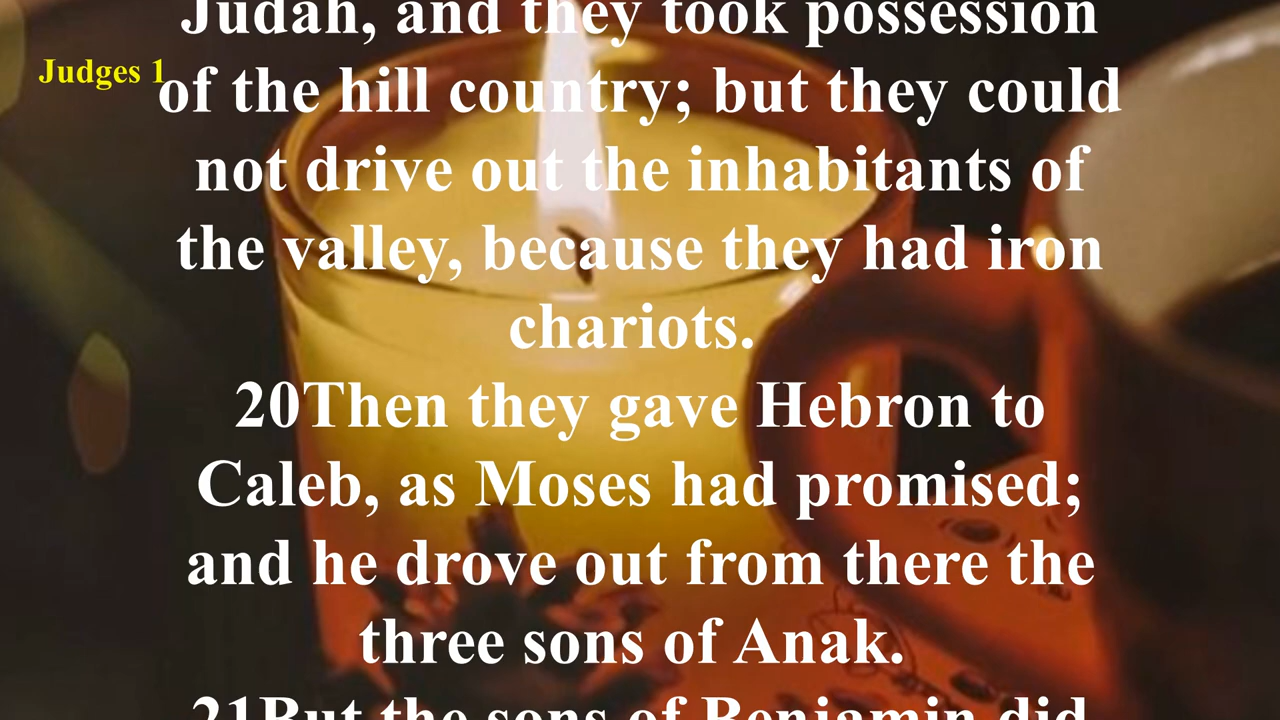 Judah, and they took possession
Judges 1
of the hill country; but they could
not drive out the inhabitants of
the valley, because they had iron
chariots.
20Then they gave Hebron to
Caleb, as Moses had promised;
and he drove out from there the
three sons of Anak.
21But the sons of Benjamin did